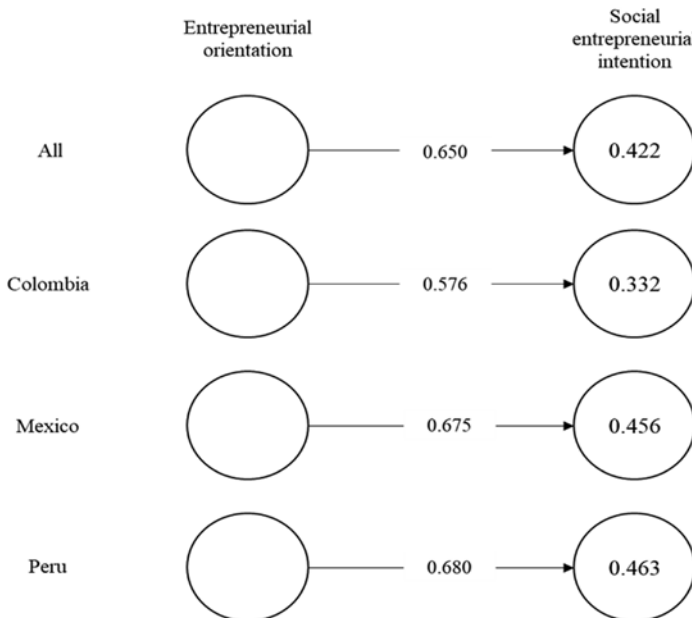 Entrepreneurial
orientation
Social
entrepreneurial
intention
All
0.650
0.422
Colombia
0.576
0.332
Mexico
0.675
0.456
Peru
0.680
0.463